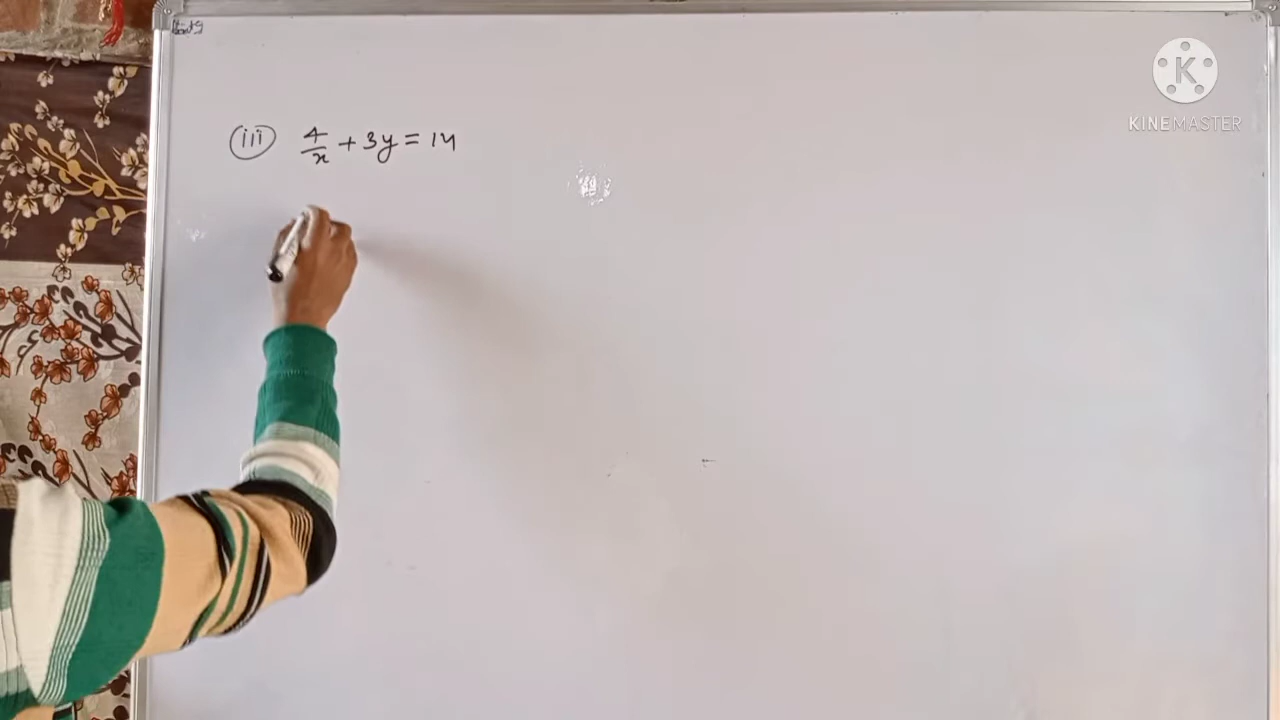 (iii) 4/x + 3y = 14
K
KINEMASTER